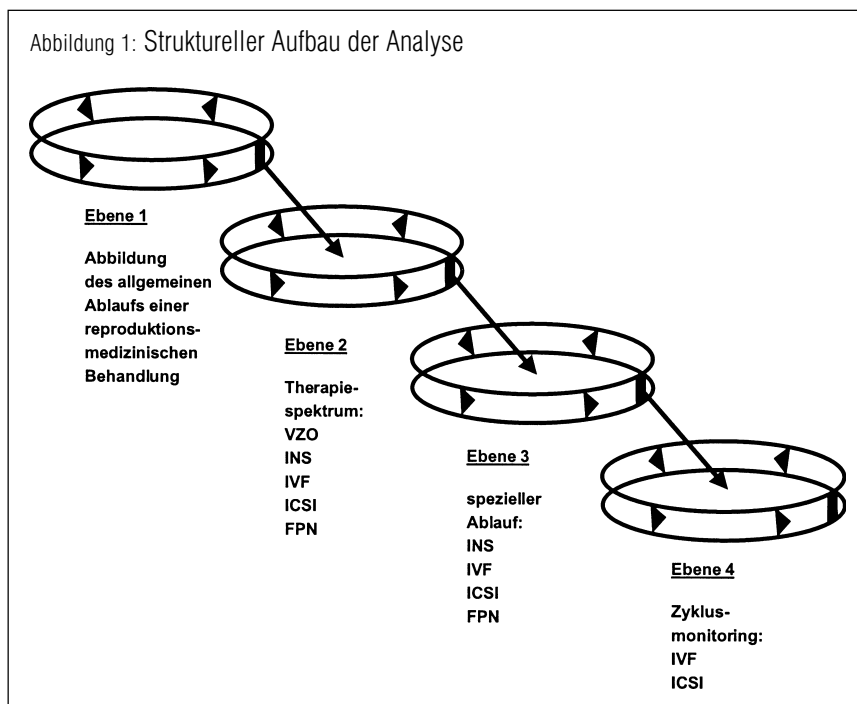 Abbildung 1: Struktureller Aufbau der Analyse
Ebene 1
Abbildung
des allgemeinen
Ablaufs einer
reproduktions-
medizinischen
Behandlung
Ebene 2
Therapie-
spektrum:
VZO
INS
IVF
ICSI
FPN
Ebene 3
spezieller
Ablauf:
INS
IVF
ICSI
FPN
Ebene 4
Zyklus-
monitoring:
IVF
ICSI